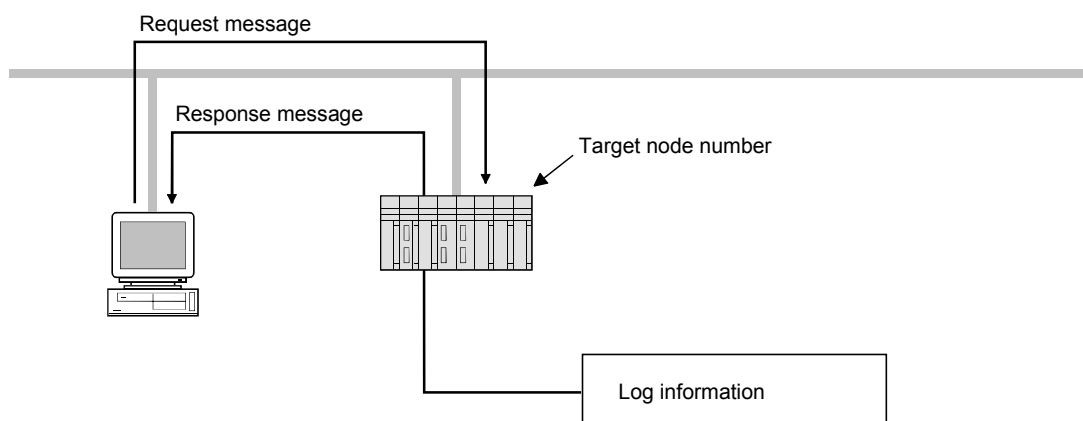 Request message
Response message
Target node number
Log information